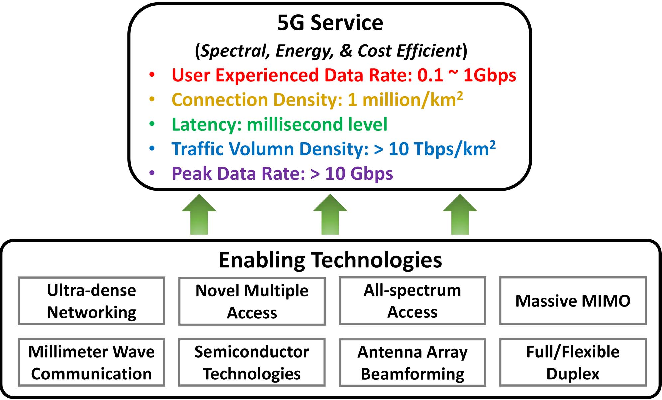 5G Service
(Spectral, Energy, & Cost Efficient)
• User Experienced Data Rate: 0.1 ~ 1Gbps
• Connection Density: 1 million/km²
• Latency: millisecond level
• Traffic Volumn Density: > 10 Tbps/km²
• Peak Data Rate: > 10 Gbps
Enabling Technologies
Ultra-dense
Networking
Novel Multiple
Access
All-spectrum
Access
Massive MIMO
Millimeter Wave
Communication
Semiconductor
Technologies
Antenna Array
Beamforming
Full/Flexible
Duplex